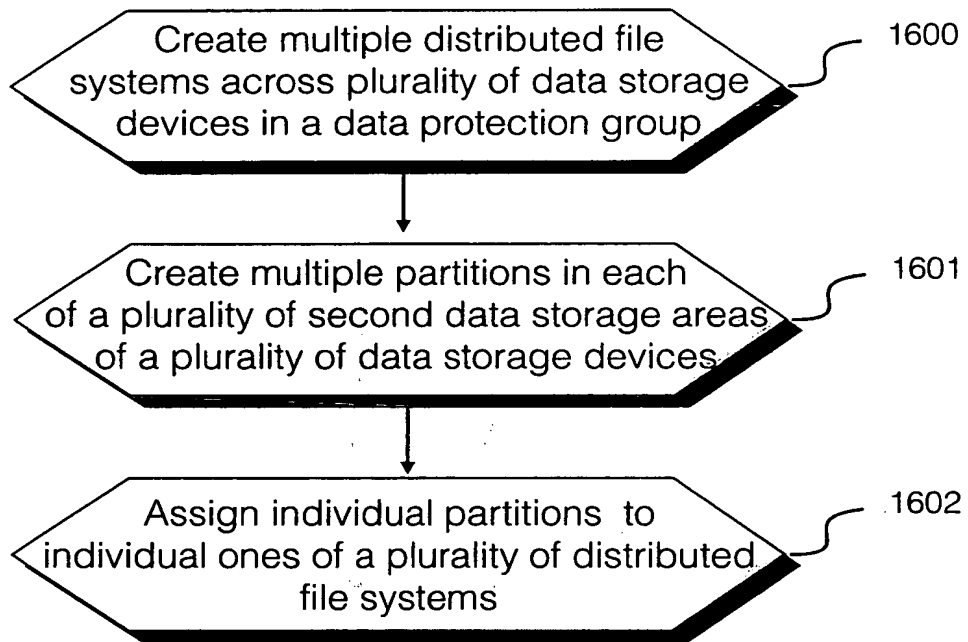 Create multiple distributed file
systems across plurality of data storage
devices in a data protection group
1600
Create multiple partitions in each
of a plurality of second data storage areas
of a plurality of data storage devices
1601
Assign individual partitions to
individual ones of a plurality of distributed
file systems
1602